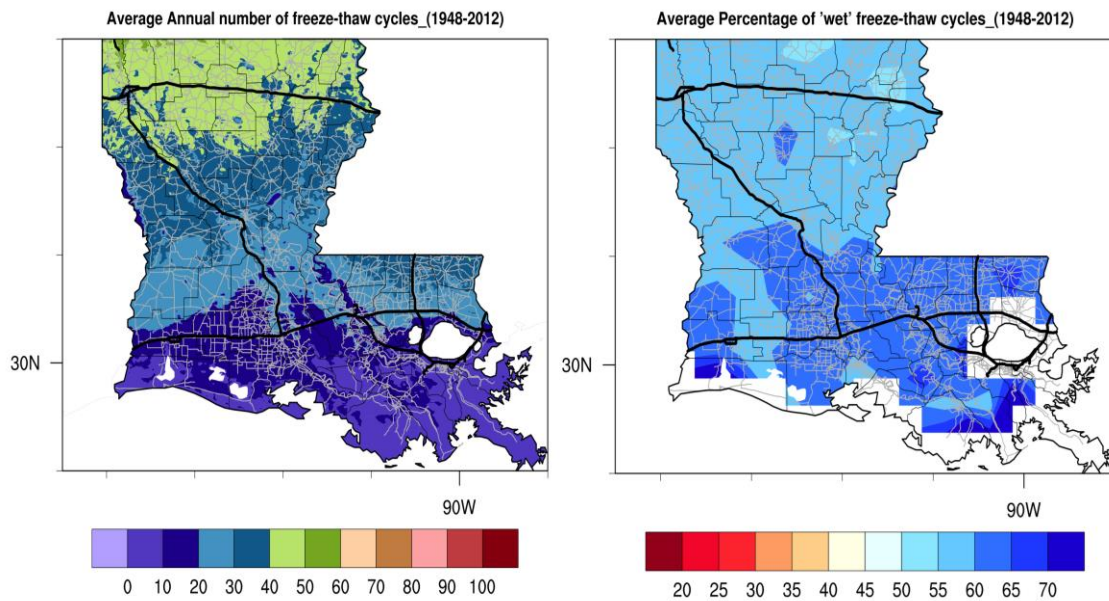 Average Annual number of freeze-thaw cycles_(1948-2012)
30N
90W
0 10 20 30 40 50 60 70 80 90 100
Average Percentage of 'wet' freeze-thaw cycles_(1948-2012)
30N
90W
20 25 30 35 40 45 50 55 60 65 70